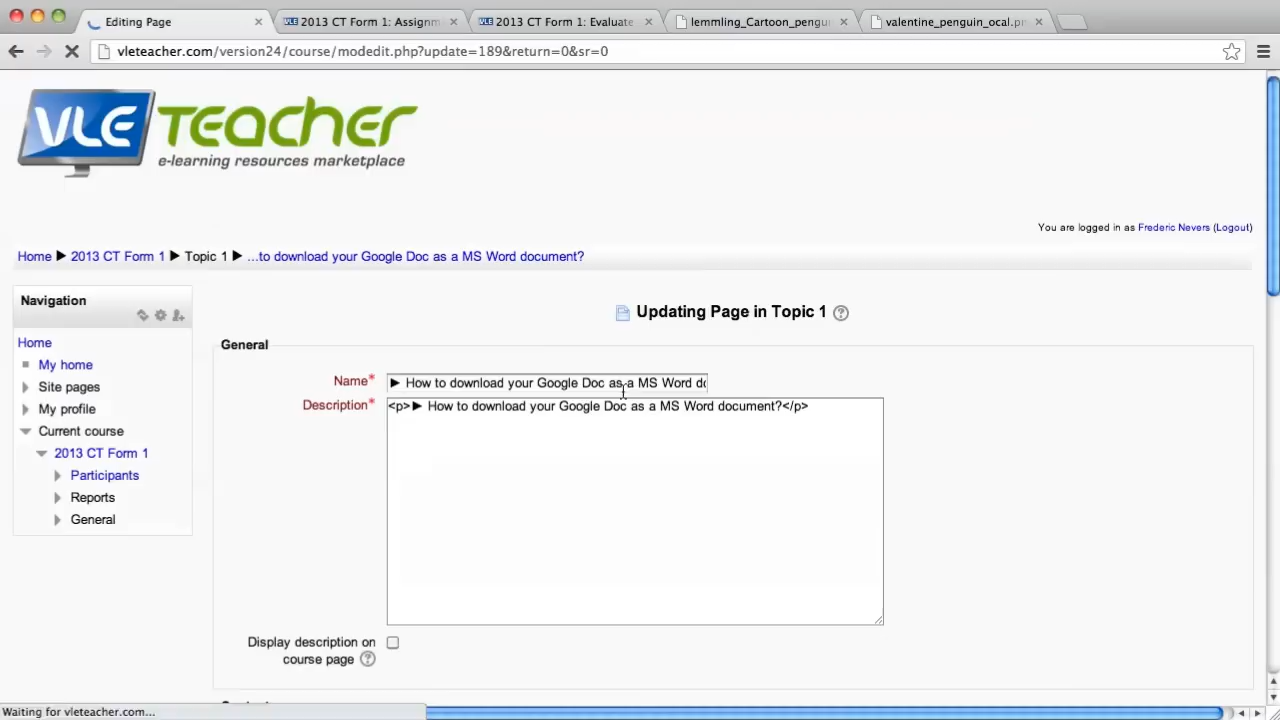 Editing Page
2013 CT Form 1: Assignm
2013 CT Form 1: Evaluate
lemmling_Cartoon_pengu
valentine_penguin_ocal.p
vleteacher.com/version24/course/modedit.php?update=189&return=0&sr=0
VLE TEACHER
e-learning resources marketplace
You are logged in as Frederic Nevers (Logout)
Home ▶ 2013 CT Form 1 ▶ Topic 1 ▶ ...to download your Google Doc as a MS Word document?
Navigation
Home
My home
Site pages
My profile
Current course
2013 CT Form 1
Participants
Reports
General
Updating Page in Topic 1
General
Name* ► How to download your Google Doc as a MS Word do
Description* <p>► How to download your Google Doc as a MS Word document?</p>
Display description on
course page
Waiting for vleteacher.com...